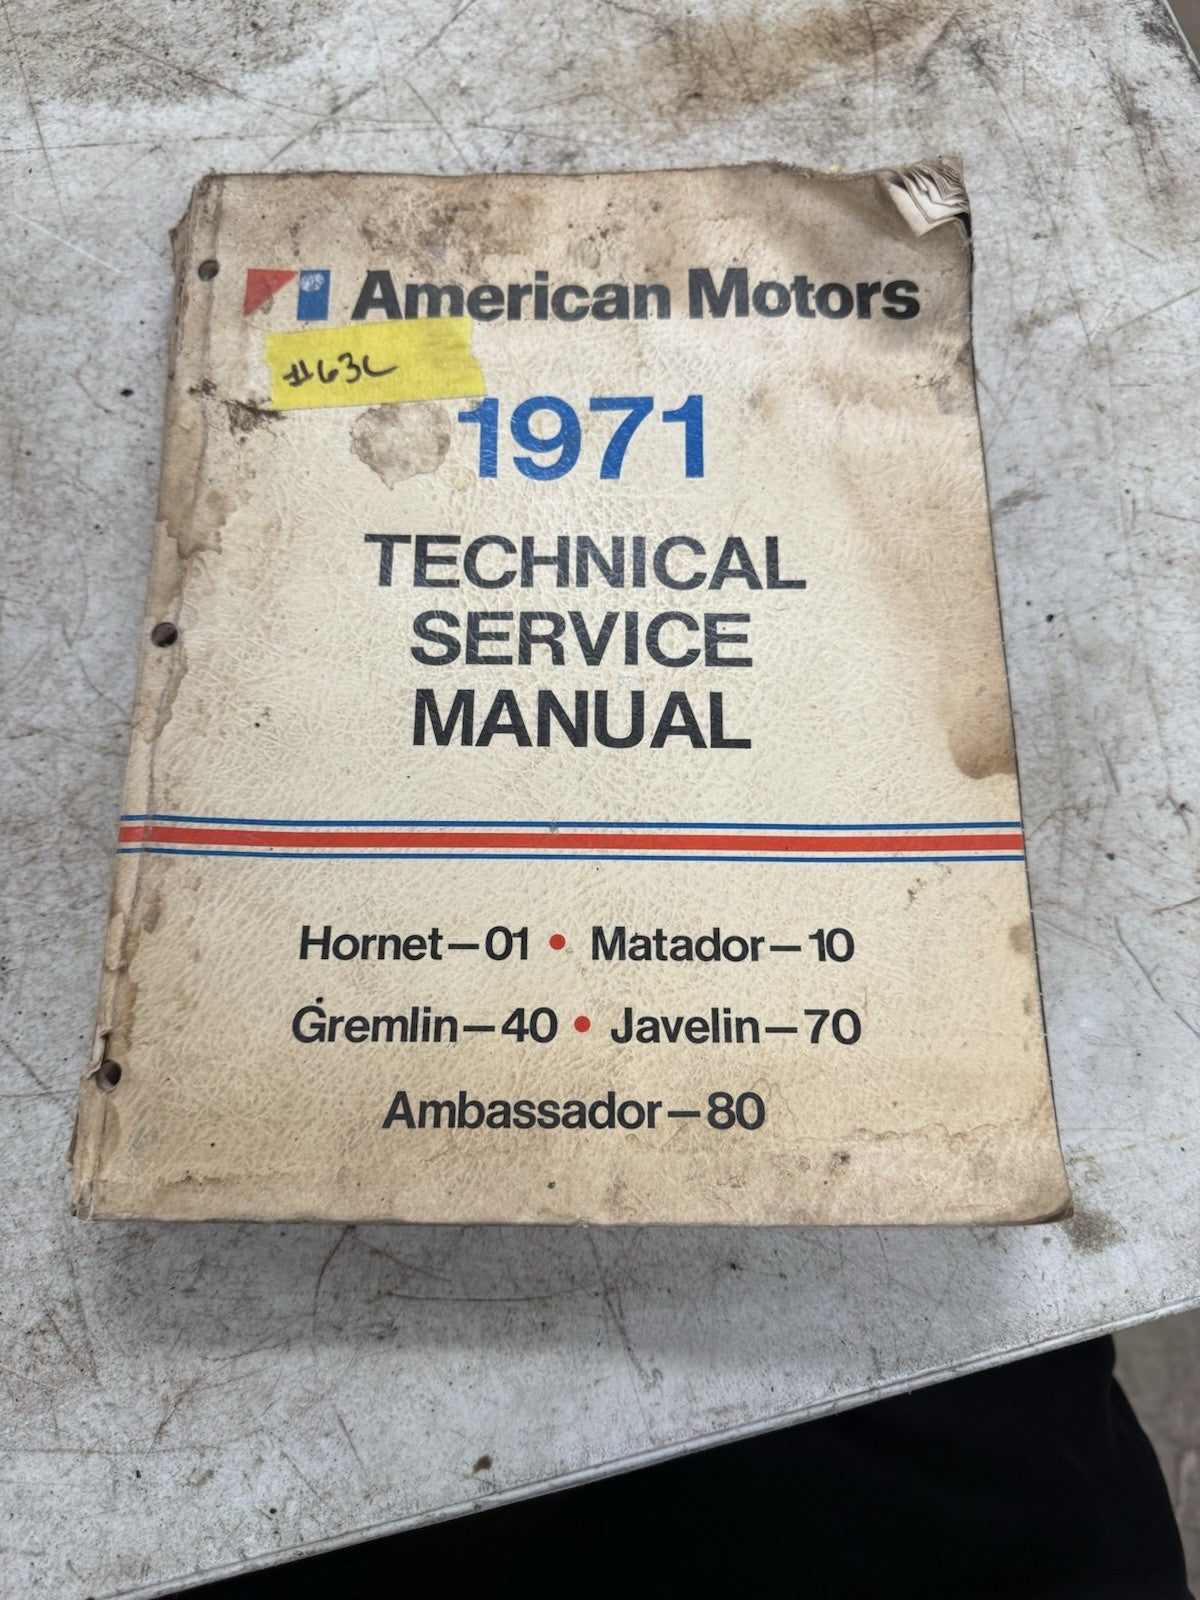 American Motors
#63L
1971
TECHNICAL
SERVICE
MANUAL
Hornet—01 • Matador—10
Gremlin—40 • Javelin—70
Ambassador—80